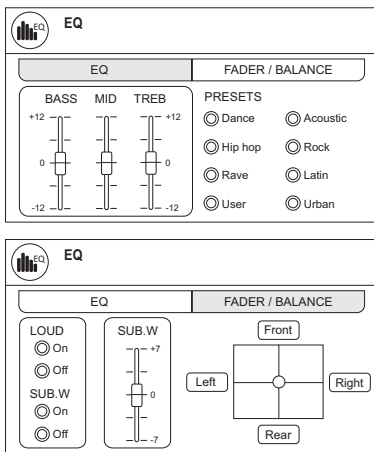 EQ
EQ
EQ FADER / BALANCE
BASS MID TREB
+12 +12
0 0
-12 -12
PRESETS
Dance Acoustic
Hip hop Rock
Rave Latin
User Urban
EQ
EQ
EQ FADER / BALANCE
LOUD
On
Off
SUB.W
On
Off
SUB.W
+7
0
-7
Front
Left Right
Rear